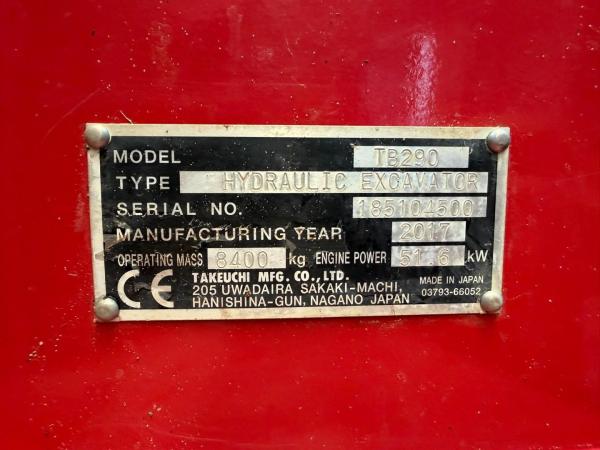 MODEL TB290
TYPE HYDRAULIC EXCAVATOR
SERIAL NO. 185104500
MANUFACTURING YEAR 2017
OPERATING MASS 8400 kg ENGINE POWER 51.6 kW
CE
TAKEUCHI MFG. CO., LTD.
205 UWADAIRA SAKAKI-MACHI,
HANISHINA-GUN, NAGANO JAPAN
MADE IN JAPAN
03793-66052